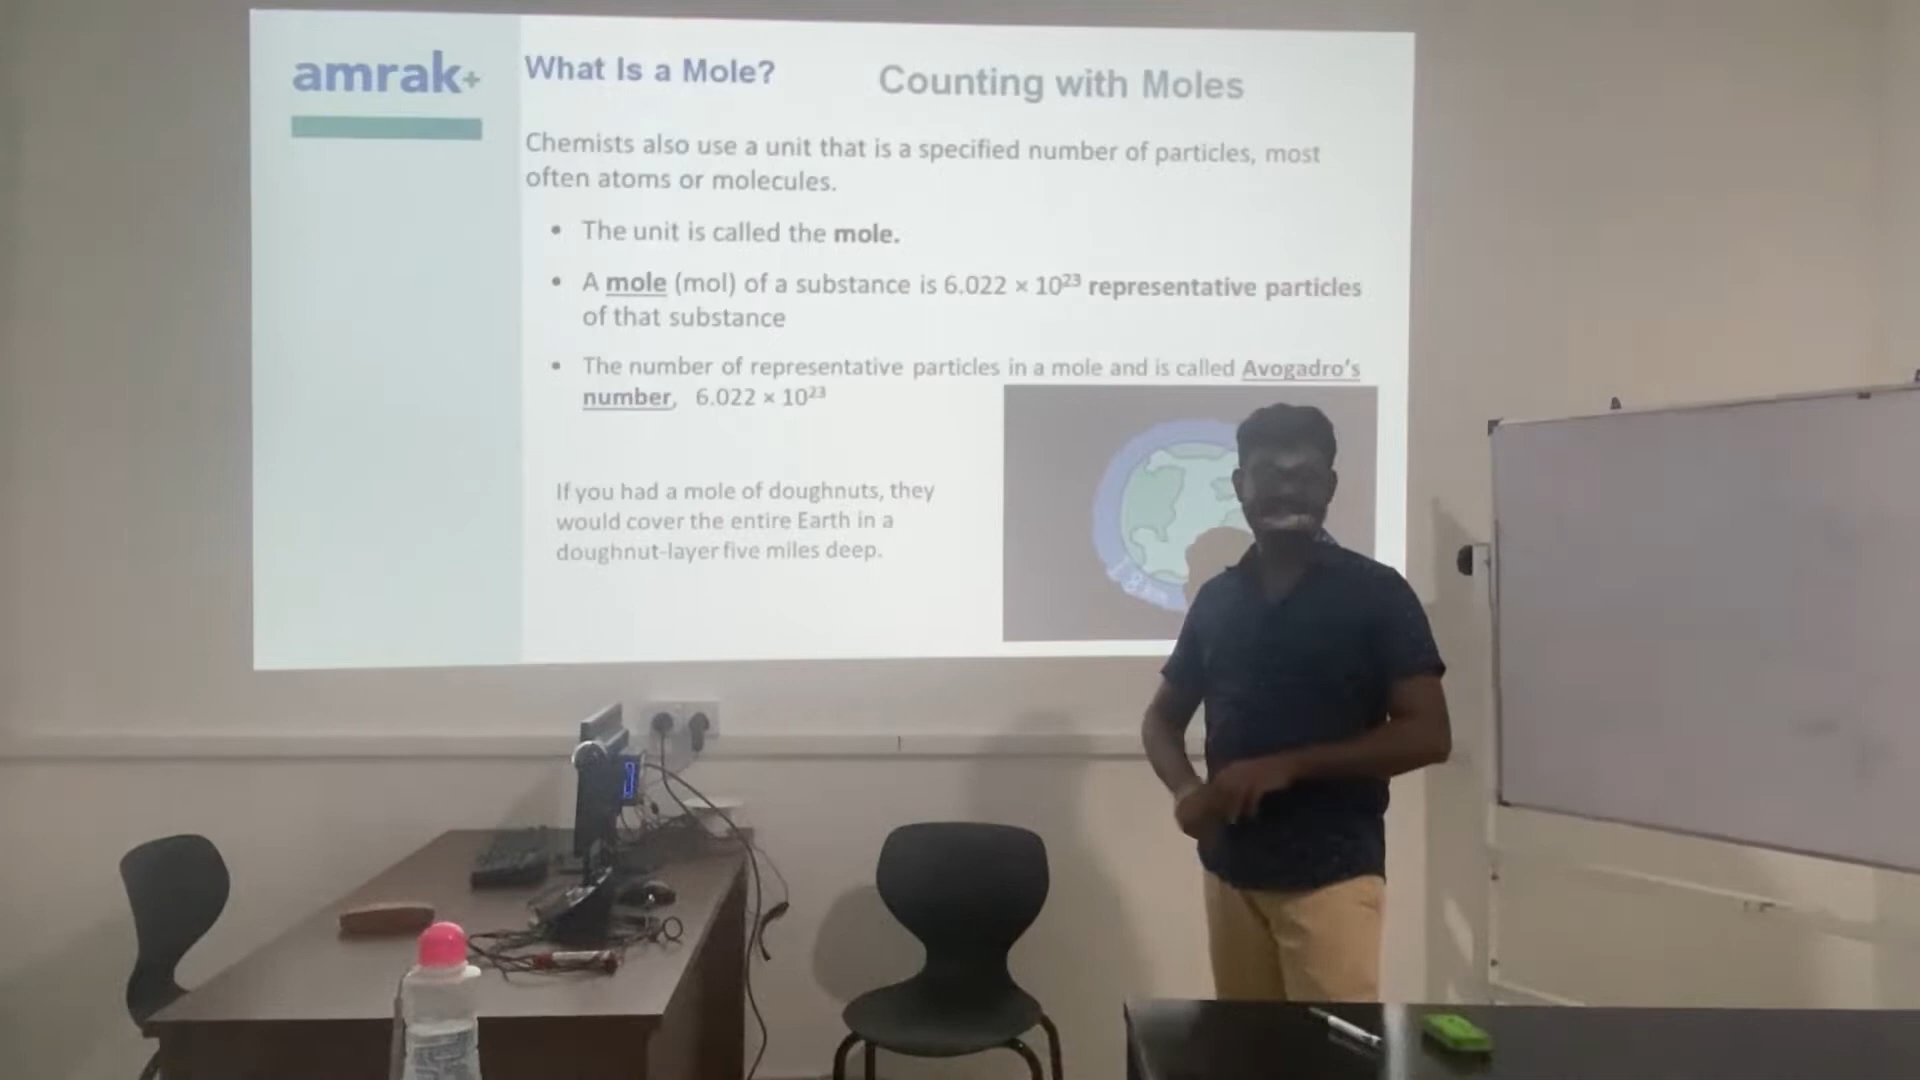 amrak+
What Is a Mole?
Counting with Moles
Chemists also use a unit that is a specified number of particles, most
often atoms or molecules.
• The unit is called the mole.
• A mole (mol) of a substance is 6.022 × 10²³ representative particles
of that substance
• The number of representative particles in a mole and is called Avogadro's
number, 6.022 × 10²³
If you had a mole of doughnuts, they
would cover the entire Earth in a
doughnut-layer five miles deep.